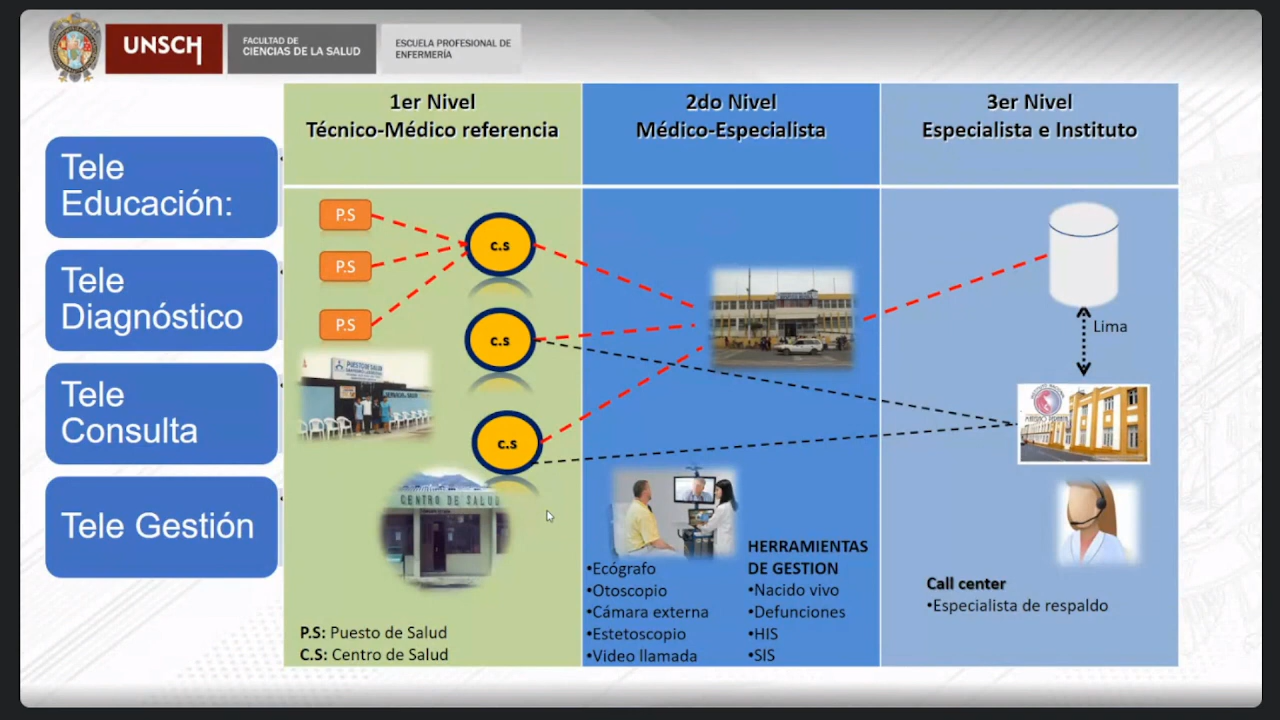 UNSCH
FACULTAD DE
CIENCIAS DE LA SALUD
ESCUELA PROFESIONAL DE
ENFERMERÍA
Tele
Educación:
Tele
Diagnóstico
Tele
Consulta
Tele Gestión
1er Nivel
Técnico-Médico referencia
2do Nivel
Médico-Especialista
3er Nivel
Especialista e Instituto
P.S
P.S
P.S
c.s
c.s
c.s
PUESTO DE SALUD
CENTRO DE SALUD
P.S: Puesto de Salud
C.S: Centro de Salud
•Ecógrafo
•Otoscopio
•Cámara externa
•Estetoscopio
•Video llamada
HERRAMIENTAS
DE GESTION
•Nacido vivo
•Defunciones
•HIS
•SIS
Lima
Call center
•Especialista de respaldo